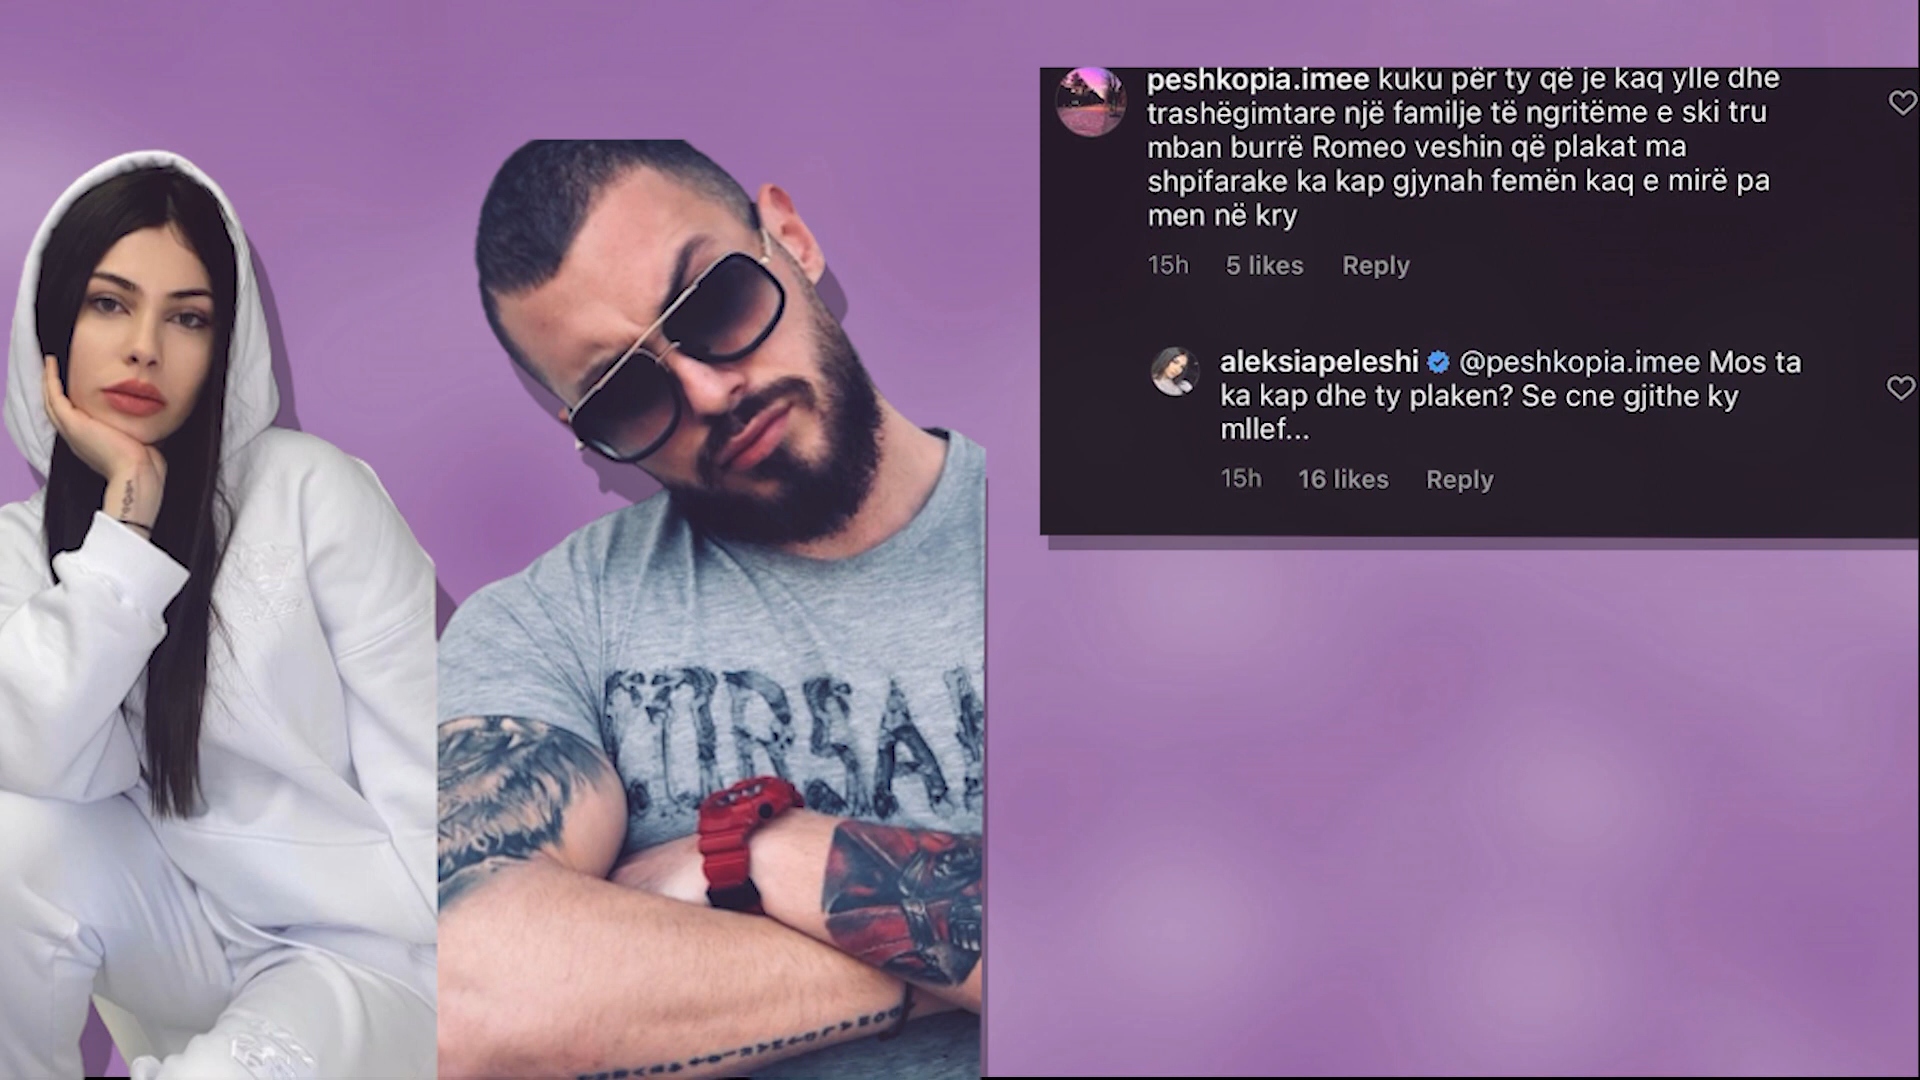 peshkopia.imee kuku për ty që je kaq ylle dhe
trashëgimtare një familje të ngritëme e ski tru
mban burrë Romeo veshin që plakat ma
shpifarake ka kap gjynah femën kaq e mirë pa
men në kry
15h 5 likes Reply
aleksiapeleshi @peshkopia.imee Mos ta
ka kap dhe ty plaken? Se cne gjithe ky
mllef...
15h 16 likes Reply